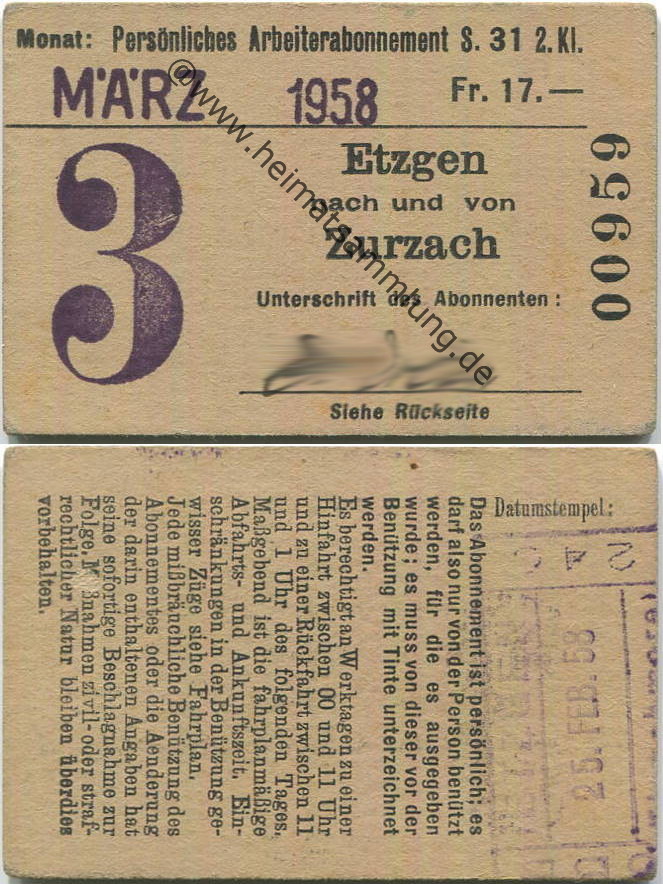 Monat: Persönliches Arbeiterabonnement S. 31 2. Kl.
MÄRZ 1958 Fr. 17.—
3
Etzgen
nach und von
Zurzach
00959
Unterschrift des Abonnenten:
Siehe Rückseite
@www.heimatsammlung.de
Datumstempel:
25. FEB. 58
Das Abonnement ist persönlich; es
darf also nur von der Person benützt
werden, für die es ausgegeben
wurde; es muss von dieser vor der
Benützung mit Tinte unterzeichnet
werden.
Es berechtigt an Werktagen zu einer
Hinfahrt zwischen 00 und 11 Uhr
und zu einer Rückfahrt zwischen 11
und 1 Uhr des folgenden Tages.
Maßgebend ist die fahrplanmäßige
Abfahrts- und Ankunftszeit. Ein-
schränkungen in der Benützung ge-
wisser Züge siehe Fahrplan.
Jede mißbräuchliche Benützung des
Abonnementes oder die Aenderung
der darin enthaltenen Angaben hat
seine sofortige Beschlagnahme zur
Folge. Maßnahmen zivil- oder straf-
rechtlicher Natur bleiben überdies
vorbehalten.